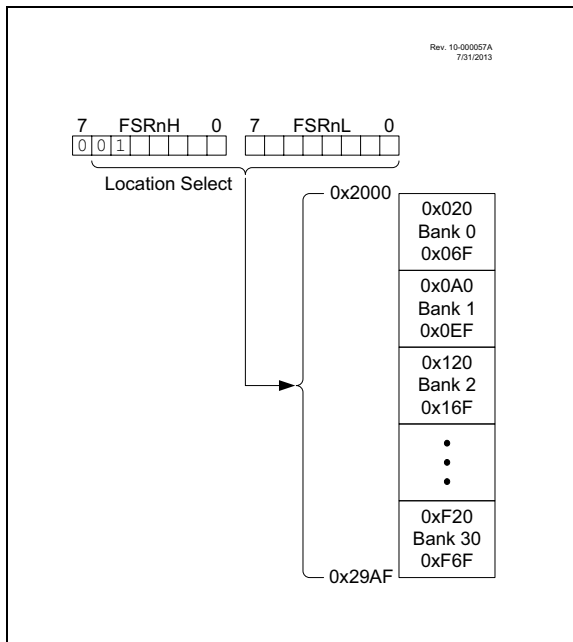 Rev. 10-000057A
7/31/2013
7 FSRnH 0 7 FSRnL 0
0 0 1
Location Select
0x2000
0x020
Bank 0
0x06F
0x0A0
Bank 1
0x0EF
0x120
Bank 2
0x16F
0xF20
Bank 30
0xF6F
0x29AF